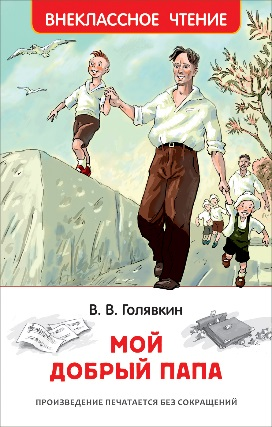 ВНЕКЛАССНОЕ ЧТЕНИЕ
В. В. Голявкин
МОЙ
ДОБРЫЙ ПАПА
ПРОИЗВЕДЕНИЕ ПЕЧАТАЕТСЯ БЕЗ СОКРАЩЕНИЙ